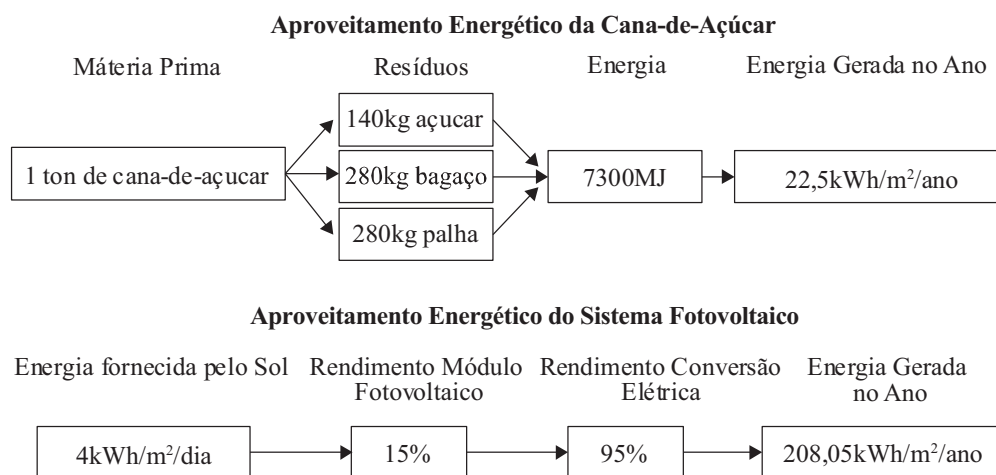 Aproveitamento Energético da Cana-de-Açúcar
Máteria Prima Resíduos Energia Energia Gerada no Ano
140kg açucar
1 ton de cana-de-açucar 280kg bagaço 7300MJ 22,5kWh/m²/ano
280kg palha
Aproveitamento Energético do Sistema Fotovoltaico
Energia fornecida pelo Sol Rendimento Módulo Rendimento Conversão Energia Gerada
Fotovoltaico Elétrica no Ano
4kWh/m²/dia 15% 95% 208,05kWh/m²/ano